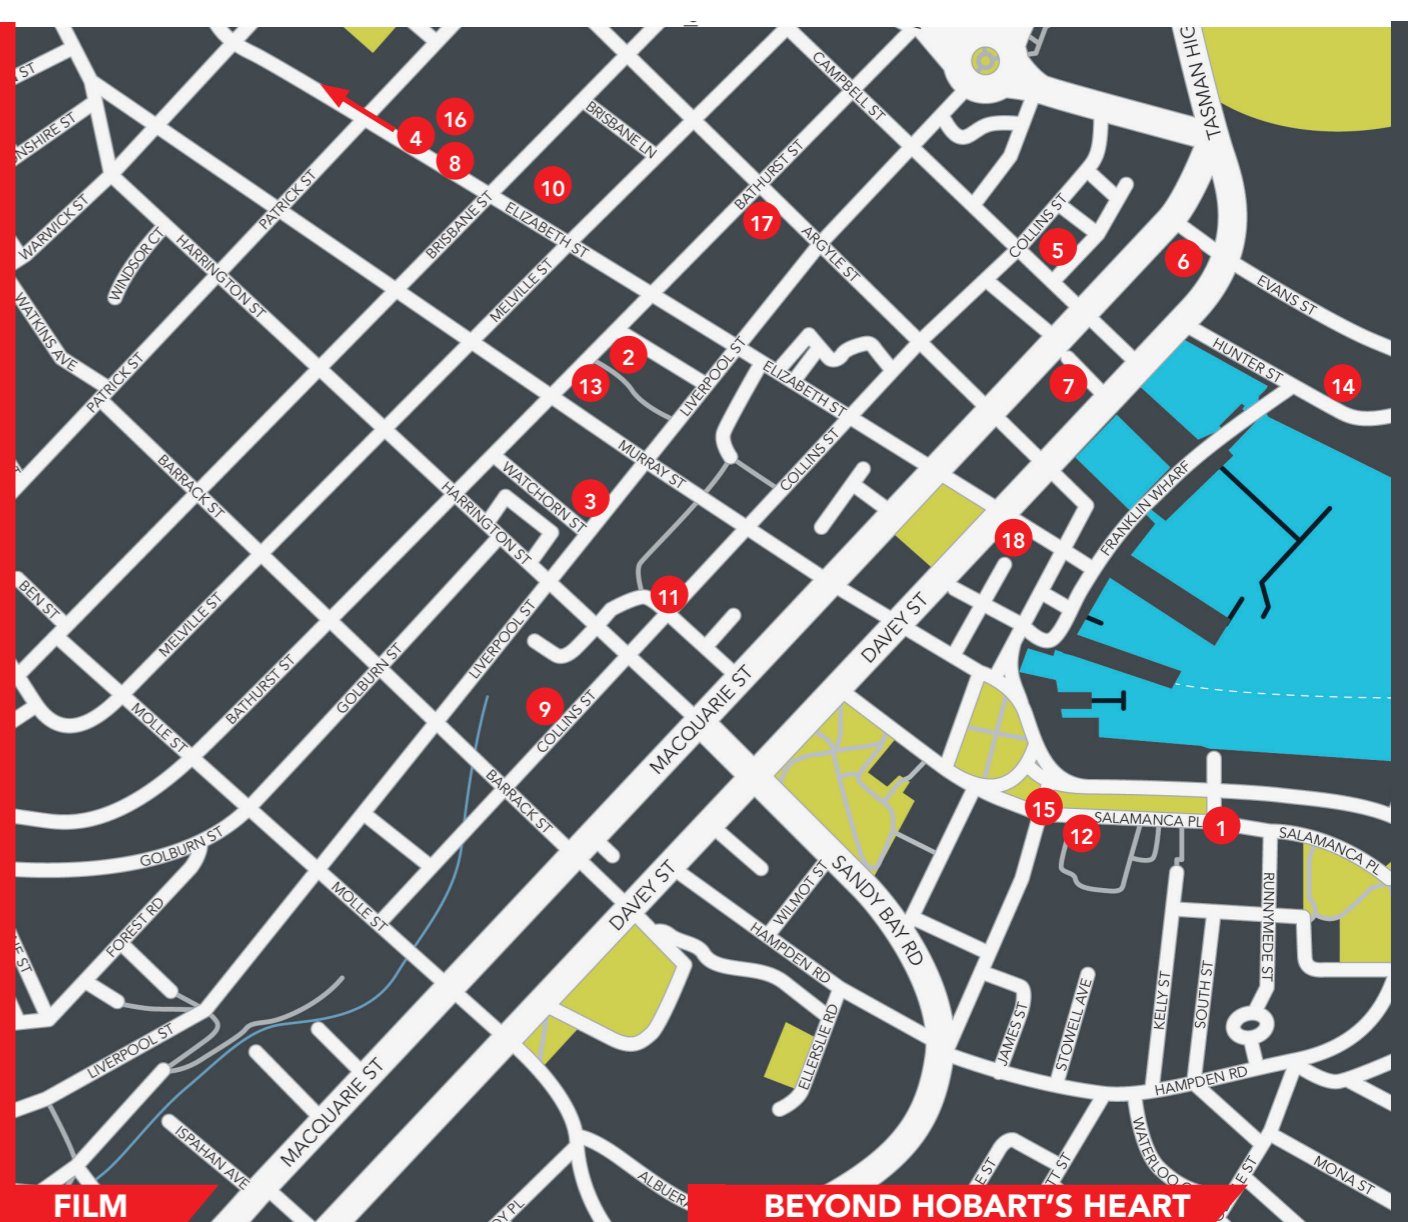 TASMAN HIG
CAMPBELL ST
BRISBANE LN
16
4
8
10
BATHURST ST
17
WARWICK ST
PATRICK ST
BRISBANE ST
ELIZABETH ST
ARGYLE ST
COLLINS ST
5
6
WINDSOR CT
HARRINGTON ST
MELVILLE ST
EVANS ST
WATKINS AVE
PATRICK ST
2
13
LIVERPOOL ST
ELIZABETH ST
HUNTER ST
7
14
BARRACK ST
HARRINGTON ST
WATCHORN ST
3
MURRAY ST
COLLINS ST
FRANKLIN WHARF
18
BEN ST
MELVILLE ST
11
LIVERPOOL ST
DAVEY ST
MOLLE ST
BATHURST ST
GOLBURN ST
9
COLLINS ST
MACQUARIE ST
BARRACK ST
15
12
SALAMANCA PL
1
SALAMANCA PL
GOLBURN ST
MOLLE ST
DAVEY ST
WILMOT ST
SANDY BAY RD
RUNNYMEDE ST
FOREST RD
HAMPDEN RD
LIVERPOOL ST
ELLERSLIE RD
JAMES ST
STOWELL AVE
KELLY ST
SOUTH ST
HAMPDEN RD
MACQUARIE ST
ISPAHAN AVE
MONA ST
FILM
BEYOND HOBART'S HEART